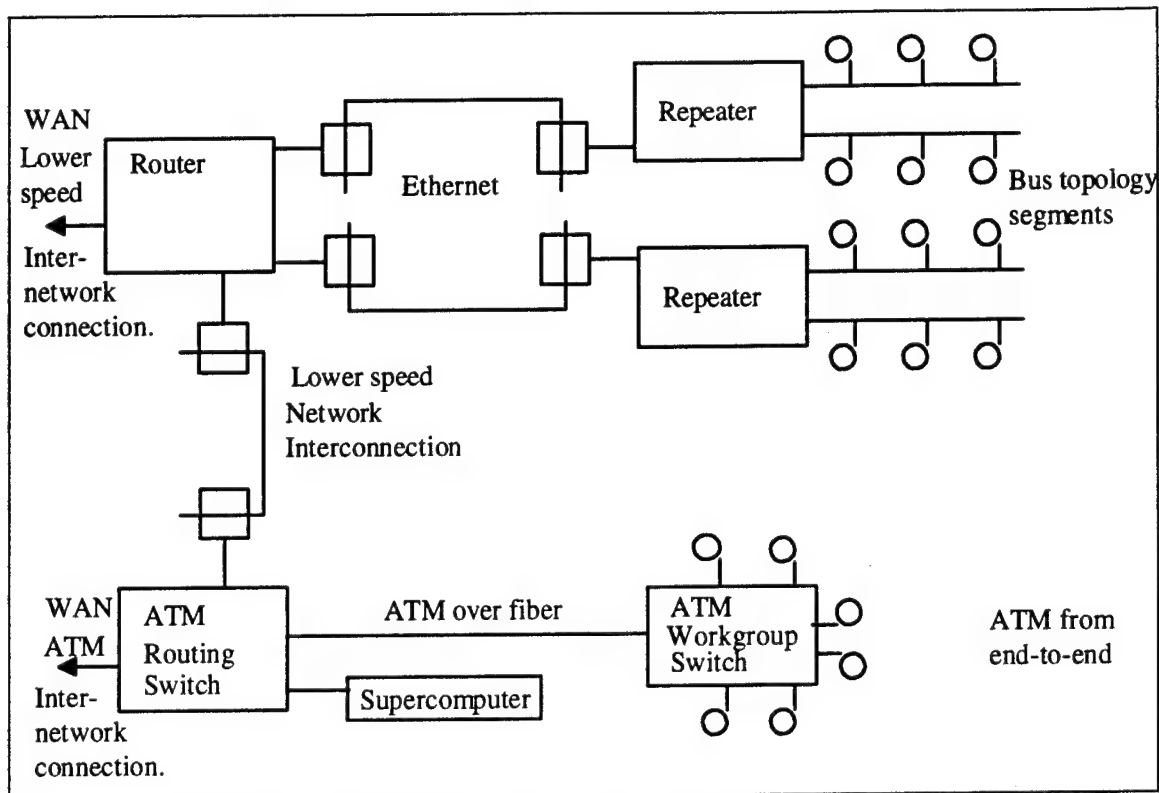 WAN
Lower
speed
Inter-
network
connection.
Router
Ethernet
Repeater
Bus topology
segments
Repeater
Lower speed
Network
Interconnection
WAN
ATM
Inter-
network
connection.
ATM
Routing
Switch
ATM over fiber
Supercomputer
ATM
Workgroup
Switch
ATM from
end-to-end